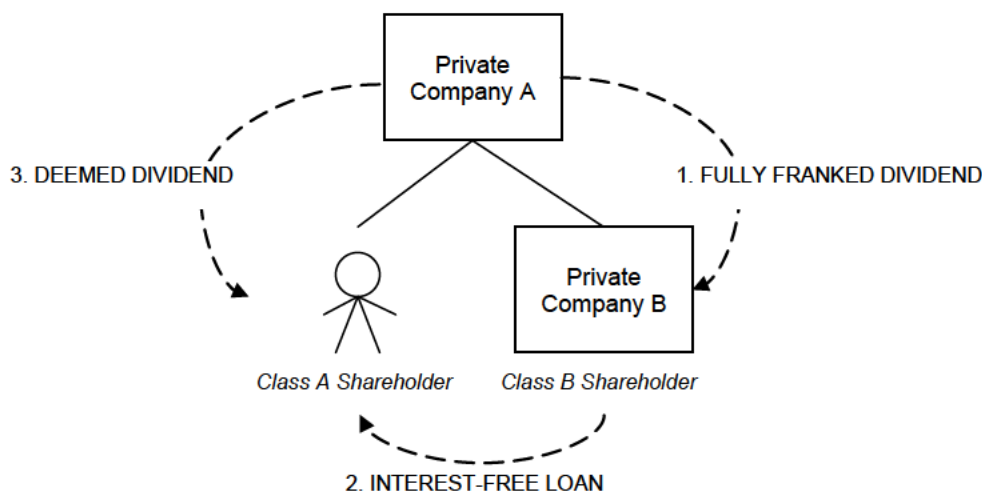 Private
Company A
3. DEEMED DIVIDEND
1. FULLY FRANKED DIVIDEND
Private
Company B
Class A Shareholder
Class B Shareholder
2. INTEREST-FREE LOAN